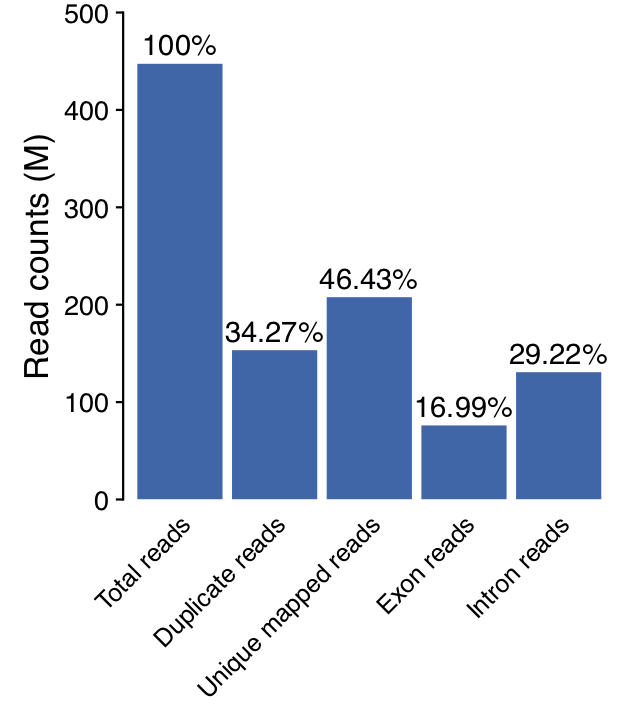 Read counts (M)
500
400
300
200
100
0
100%
34.27%
46.43%
16.99%
29.22%
Total reads
Duplicate reads
Unique mapped reads
Exon reads
Intron reads